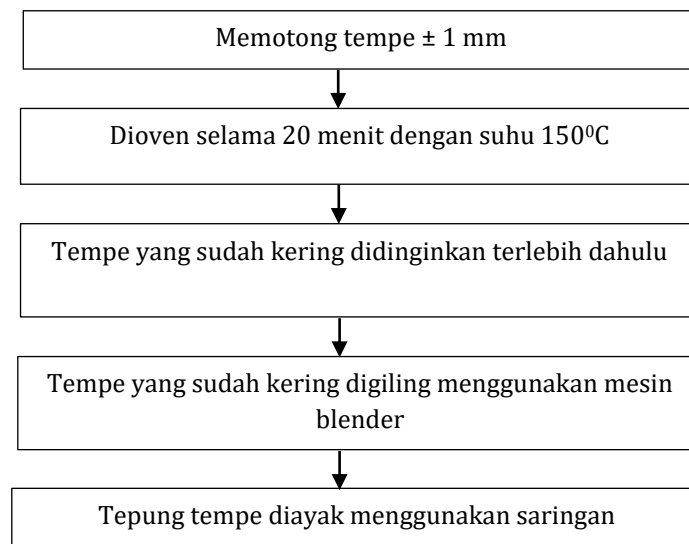 Memotong tempe ± 1 mm
Dioven selama 20 menit dengan suhu 150⁰C
Tempe yang sudah kering didinginkan terlebih dahulu
Tempe yang sudah kering digiling menggunakan mesin
blender
Tepung tempe diayak menggunakan saringan